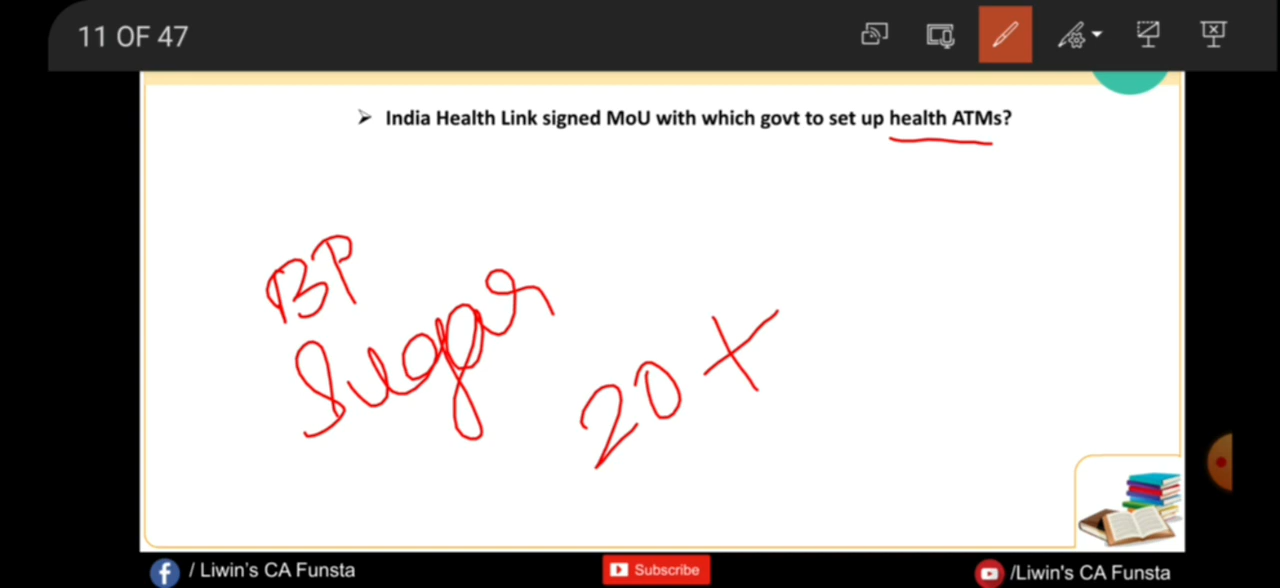 11 OF 47
➢ India Health Link signed MoU with which govt to set up health ATMs?
BP
Sugar
20 +
/ Liwin's CA Funsta
Subscribe
/Liwin's CA Funsta